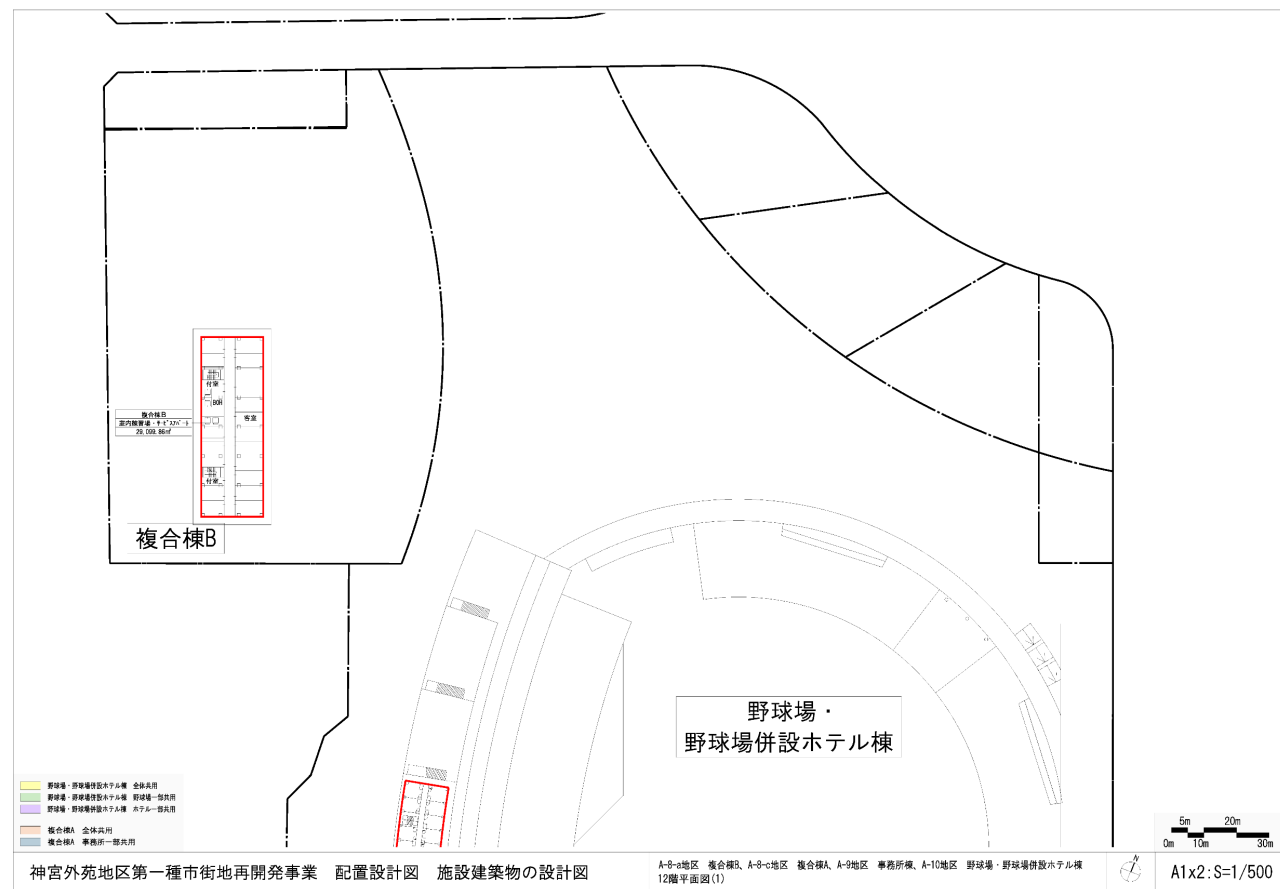 付室
BOH
客室
付室
複合棟B
室内練習場・サービスアパート
29,099.86㎡
複合棟B
野球場・
野球場併設ホテル棟
野球場・野球場併設ホテル棟 全体共用
野球場・野球場併設ホテル棟 野球場一部共用
野球場・野球場併設ホテル棟 ホテル一部共用
複合棟A 全体共用
複合棟A 事務所一部共用
5m 20m
0m 10m 30m
神宮外苑地区第一種市街地再開発事業 配置設計図 施設建築物の設計図
A-8-a地区 複合棟B、A-8-c地区 複合棟A、A-9地区 事務所棟、A-10地区 野球場・野球場併設ホテル棟
12階平面図(1)
A1x2:S=1/500